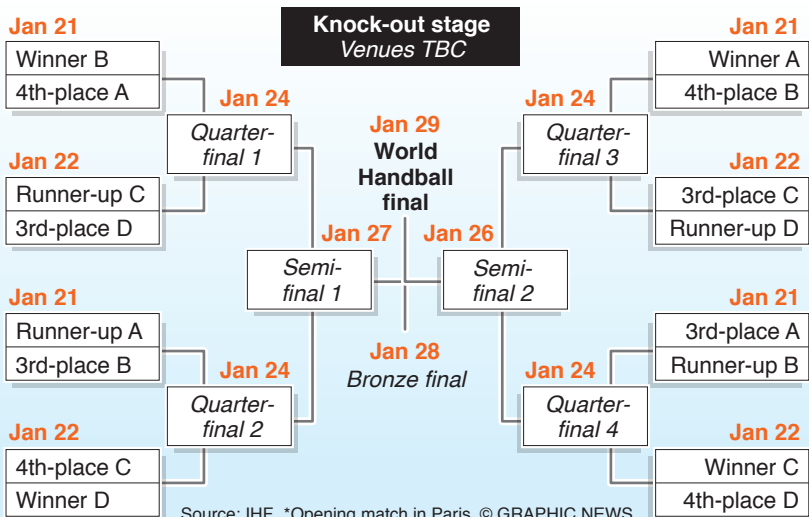 Knock-out stage
Venues TBC
Jan 21
Winner B
4th-place A
Jan 24
Quarter-
final 1
Jan 22
Runner-up C
3rd-place D
Jan 27
Semi-
final 1
Jan 21
Runner-up A
3rd-place B
Jan 24
Quarter-
final 2
Jan 22
4th-place C
Winner D
Jan 29
World
Handball
final
Jan 28
Bronze final
Jan 21
Winner A
4th-place B
Jan 24
Quarter-
final 3
Jan 22
3rd-place C
Runner-up D
Jan 26
Semi-
final 2
Jan 21
3rd-place A
Runner-up B
Jan 24
Quarter-
final 4
Jan 22
Winner C
4th-place D
Source: IHF *Opening match in Paris © GRAPHIC NEWS